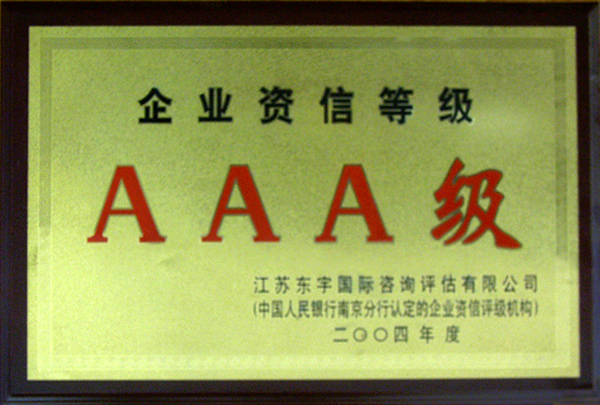 企业资信等级
AAA级
江苏东宇国际咨询评估有限公司
(中国人民银行南京分行认定的企业资信评级机构)
二〇〇四年度